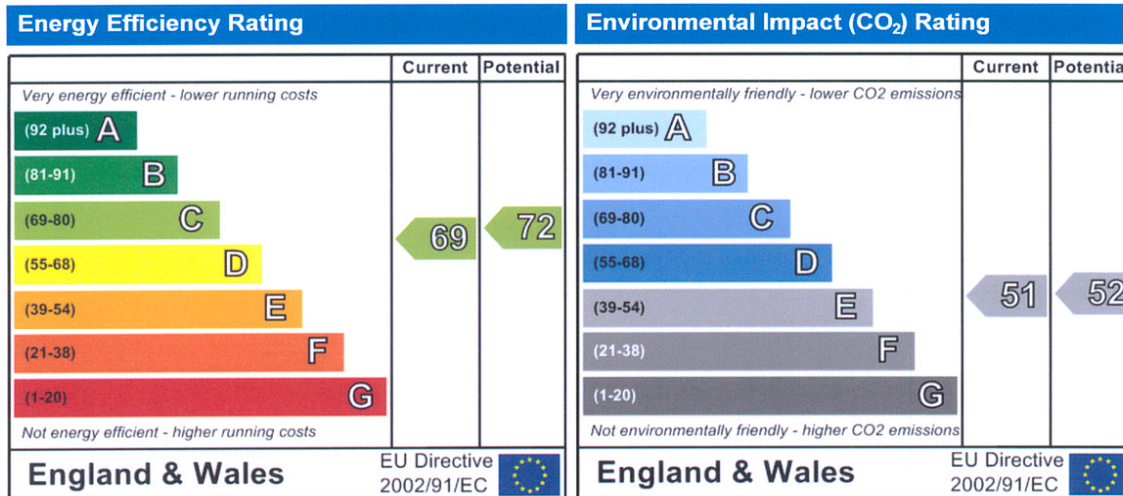 Energy Efficiency Rating
Current Potential
Very energy efficient - lower running costs
(92 plus) A
(81-91) B
(69-80) C
(55-68) D
(39-54) E
(21-38) F
(1-20) G
69
72
Not energy efficient - higher running costs
England & Wales
EU Directive
2002/91/EC
Environmental Impact (CO₂) Rating
Current Potentia
Very environmentally friendly - lower CO2 emissions
(92 plus) A
(81-91) B
(69-80) C
(55-68) D
(39-54) E
(21-38) F
(1-20) G
51
52
Not environmentally friendly - higher CO2 emissions
England & Wales
EU Directive
2002/91/EC